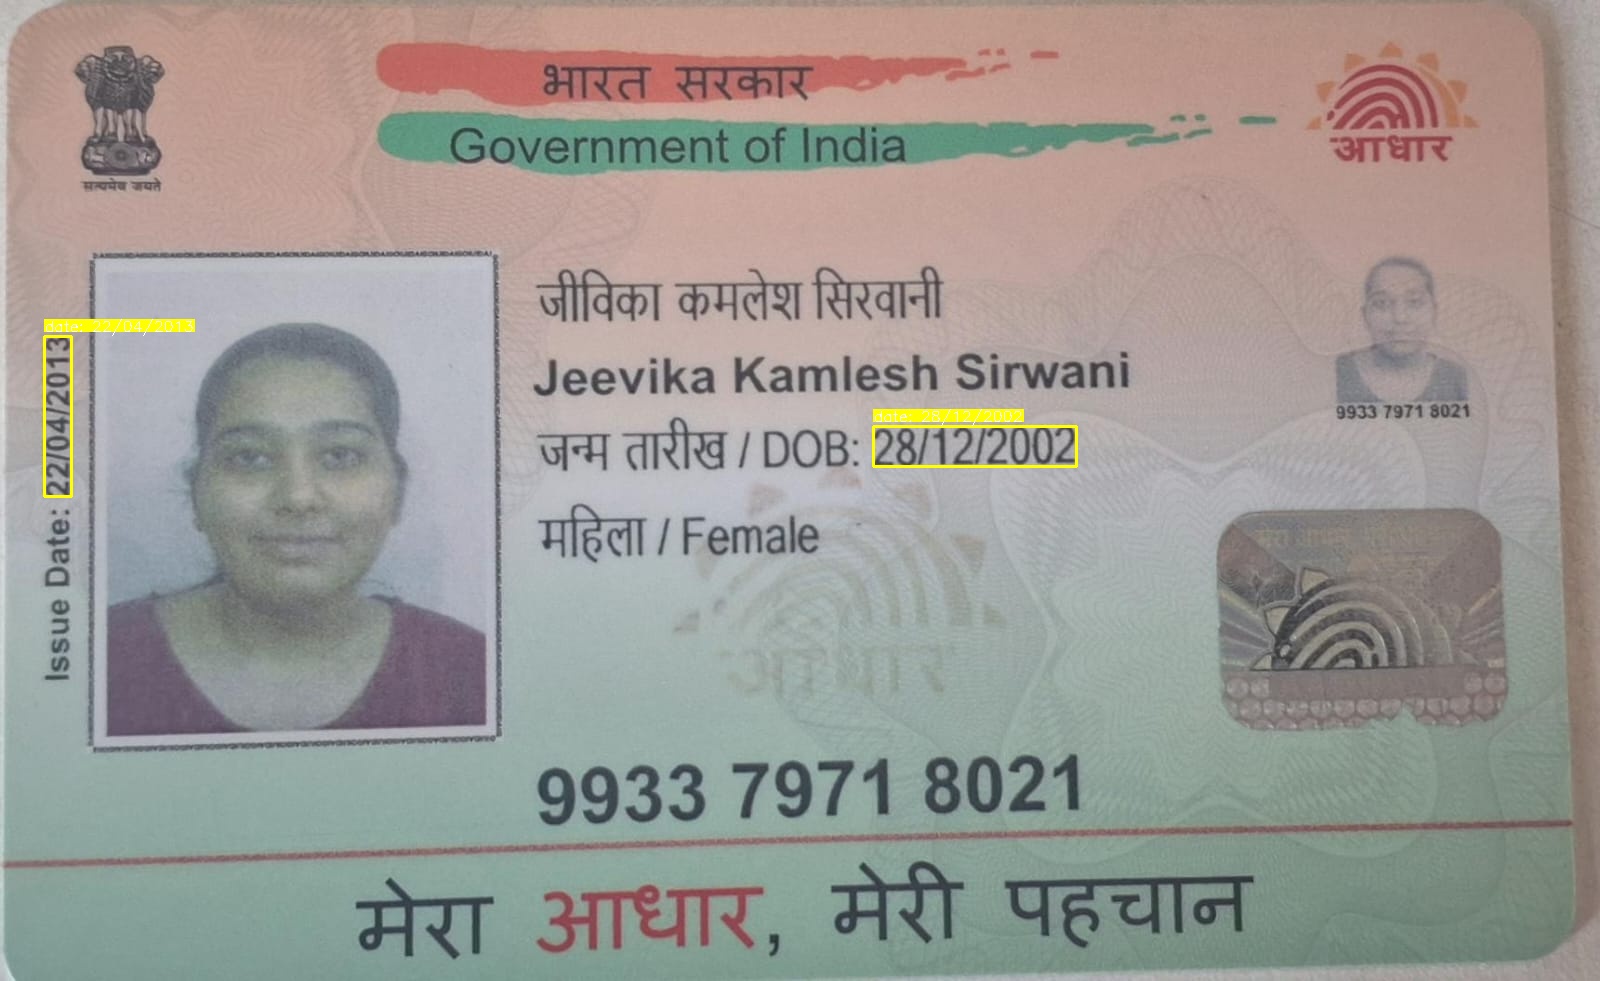 भारत सरकार
Government of India
सत्यमेव जयते
आधार
जीविका कमलेश सिरवानी
Jeevika Kamlesh Sirwani
date: 28/12/2002
जन्म तारीख / DOB: 28/12/2002
महिला / Female
date: 22/04/2013
Issue Date: 22/04/2013
9933 7971 8021
आधार
9933 7971 8021
मेरा आधार, मेरी पहचान